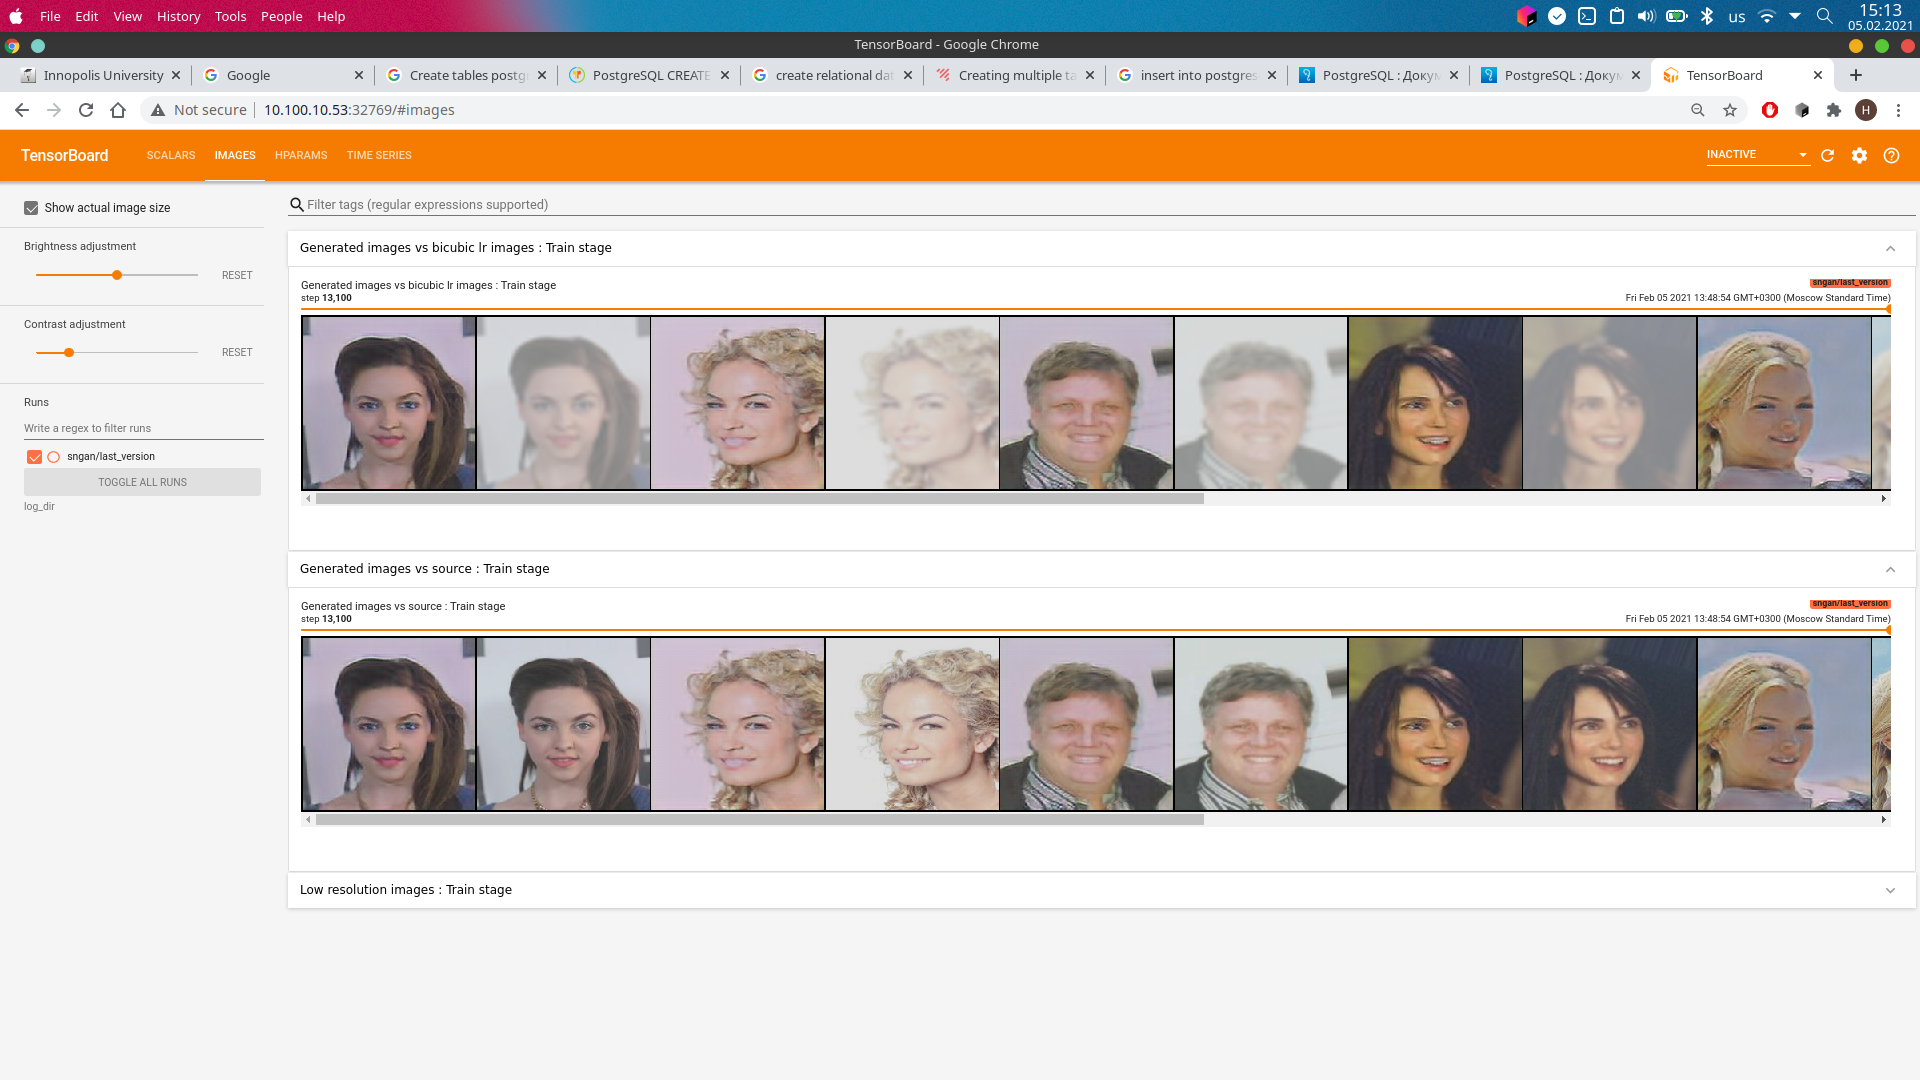 File Edit View History Tools People Help
us
15:13
05.02.2021
TensorBoard - Google Chrome
Innopolis University
Google
Create tables postg
PostgreSQL CREATE
create relational dat
Creating multiple ta
insert into postgres
PostgreSQL : Докум
PostgreSQL : Докум
TensorBoard
Not secure 10.100.10.53:32769/#images
H
TensorBoard
SCALARS IMAGES HPARAMS TIME SERIES
INACTIVE
Show actual image size
Brightness adjustment
RESET
Contrast adjustment
RESET
Runs
Write a regex to filter runs
sngan/last_version
TOGGLE ALL RUNS
log_dir
Filter tags (regular expressions supported)
Generated images vs bicubic lr images : Train stage
Generated images vs bicubic lr images : Train stage
sngan/last_version
step 13,100
Fri Feb 05 2021 13:48:54 GMT+0300 (Moscow Standard Time)
Generated images vs source : Train stage
Generated images vs source : Train stage
sngan/last_version
step 13,100
Fri Feb 05 2021 13:48:54 GMT+0300 (Moscow Standard Time)
Low resolution images : Train stage